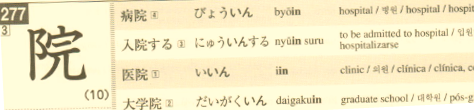 277
3
院
(10)
病院 4 びょういん byōin hospital / 병원 / hospital / hospit
入院する 3 にゅういんする nyūin suru to be admitted to hospital / 입원
hospitalizarse
医院 1 いいん iin clinic / 의원 / clínica / clínica, c
大学院 2 だいがくいん daigakuin graduate school / 대학원 / pós-g